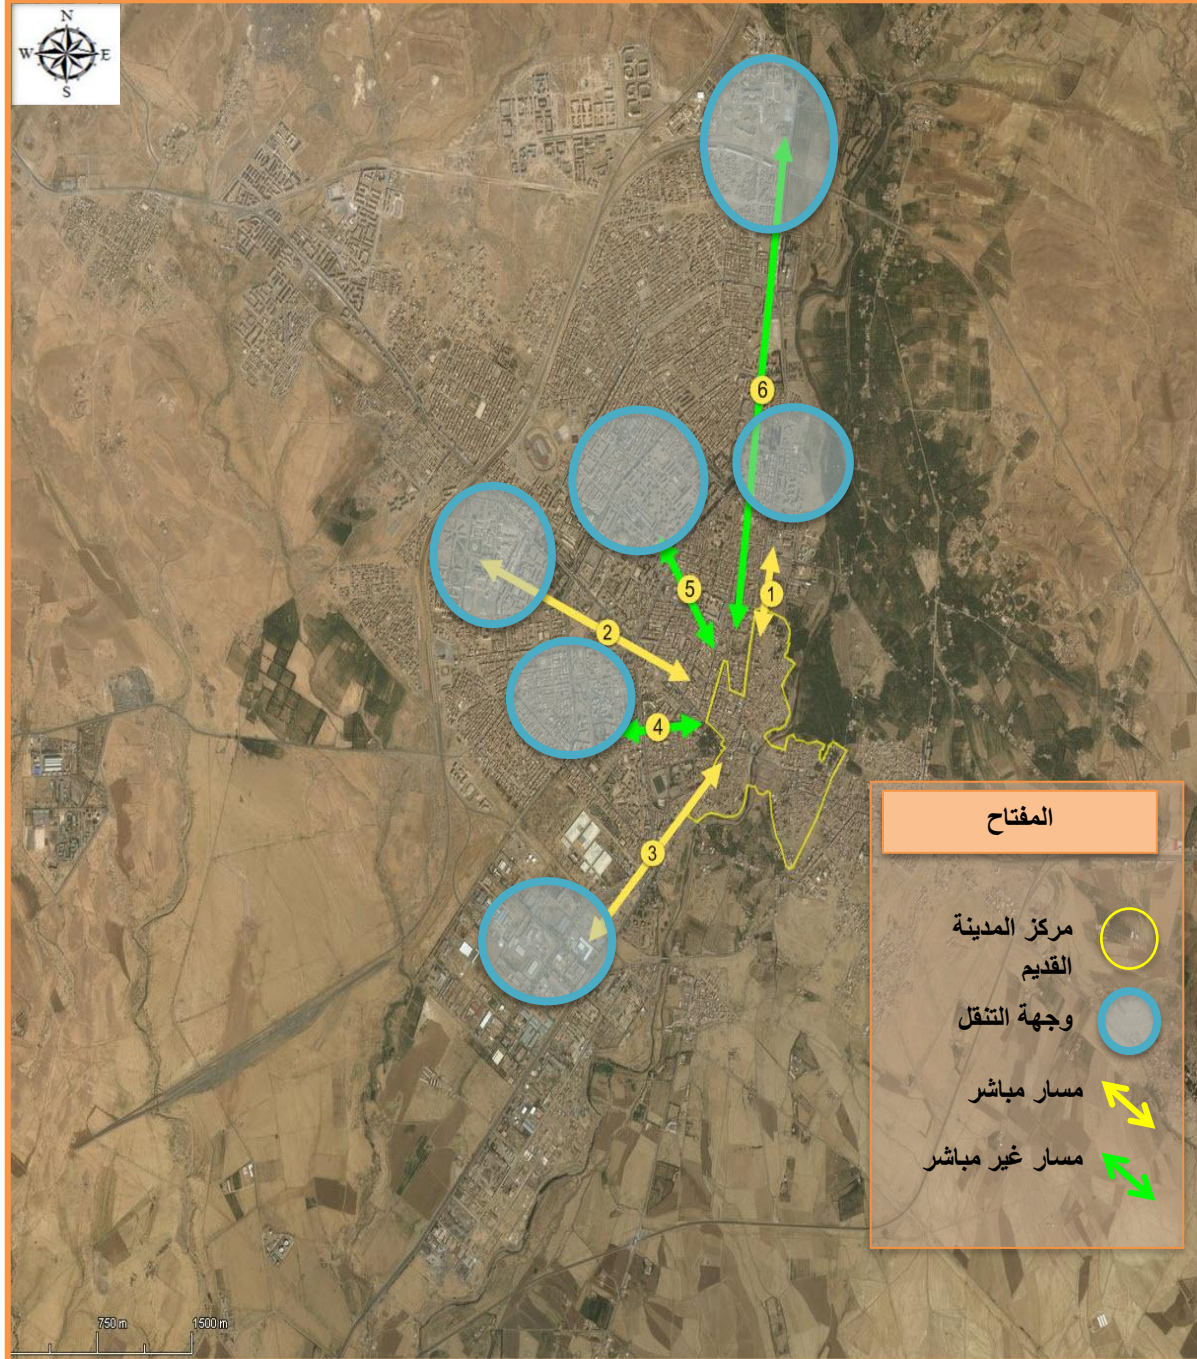 N
W E
S
6
5
1
2
4
3
المفتاح
مركز المدينة
القديم
وجهة التنقل
مسار مباشر
مسار غير مباشر
750 m 1500 m